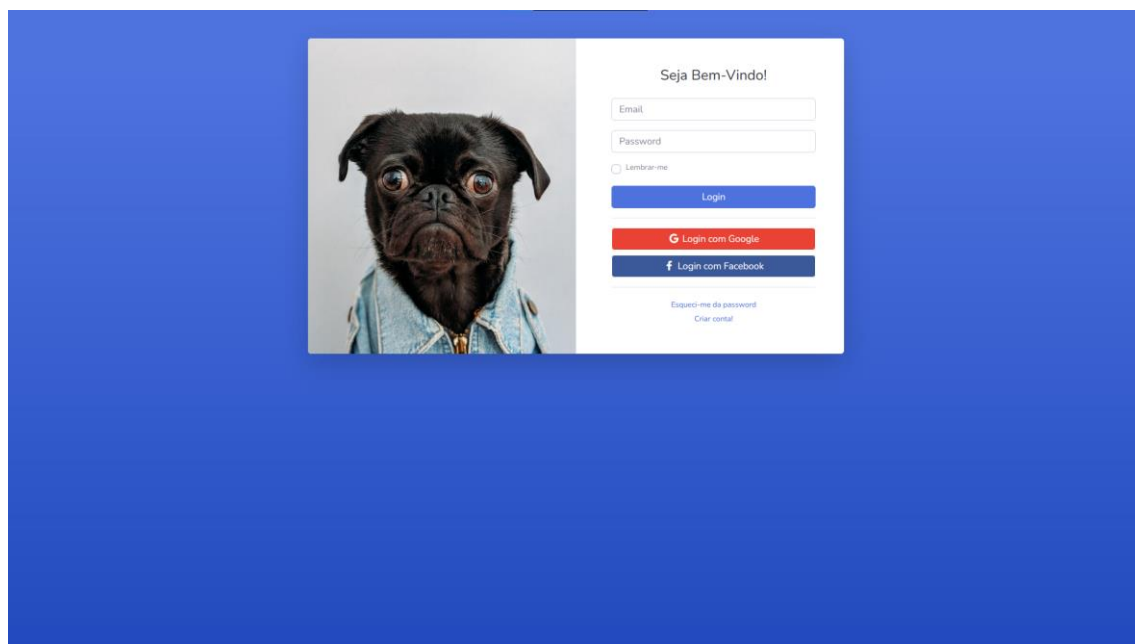 Seja Bem-Vindo!
Email
Password
Lembrar-me
Login
Login com Google
Login com Facebook
Esqueci-me da password
Criar conta!